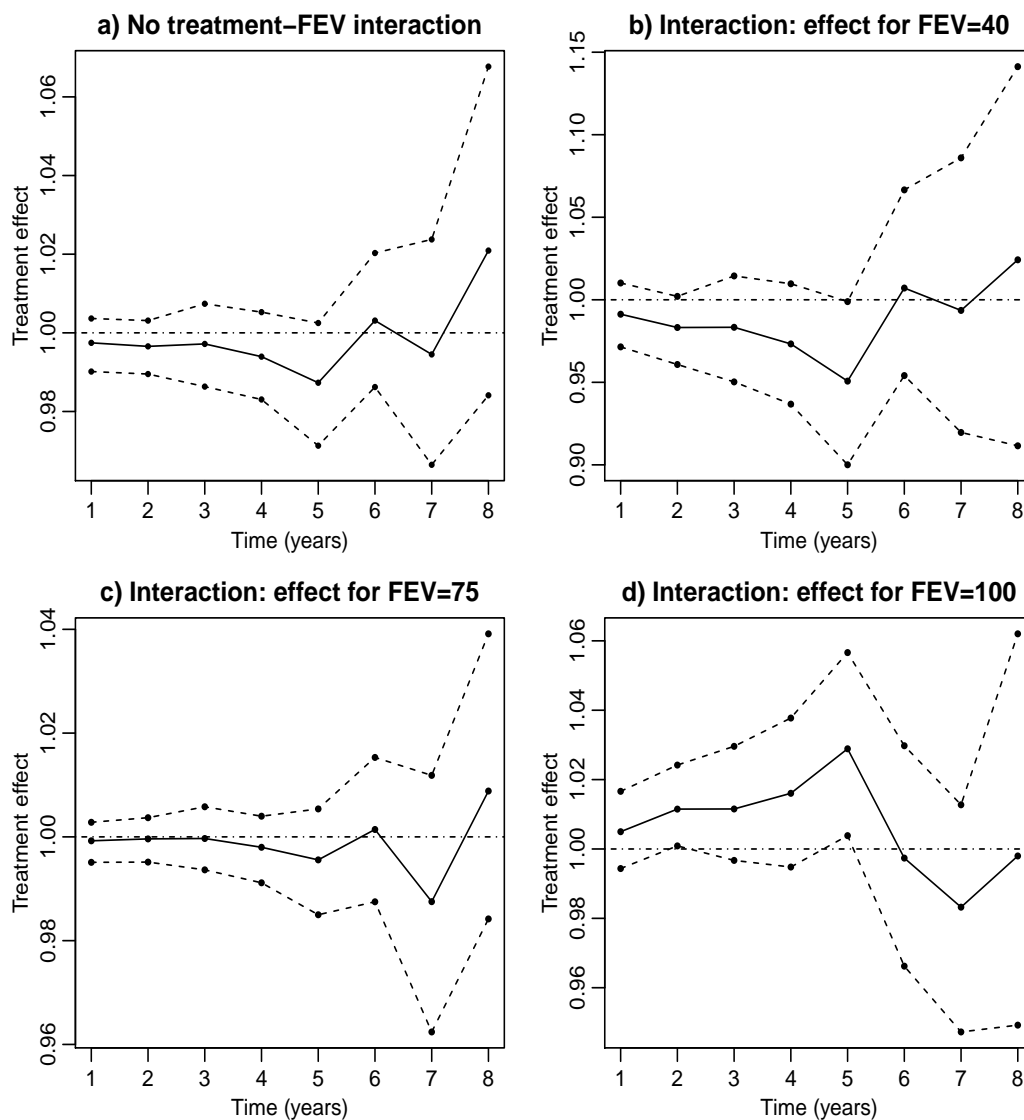 a) No treatment−FEV interaction
Treatment effect
0.98 1.00 1.02 1.04 1.06
1 2 3 4 5 6 7 8
Time (years)
b) Interaction: effect for FEV=40
Treatment effect
0.90 0.95 1.00 1.05 1.10 1.15
1 2 3 4 5 6 7 8
Time (years)
c) Interaction: effect for FEV=75
Treatment effect
0.96 0.98 1.00 1.02 1.04
1 2 3 4 5 6 7 8
Time (years)
d) Interaction: effect for FEV=100
Treatment effect
0.96 0.98 1.00 1.02 1.04 1.06
1 2 3 4 5 6 7 8
Time (years)